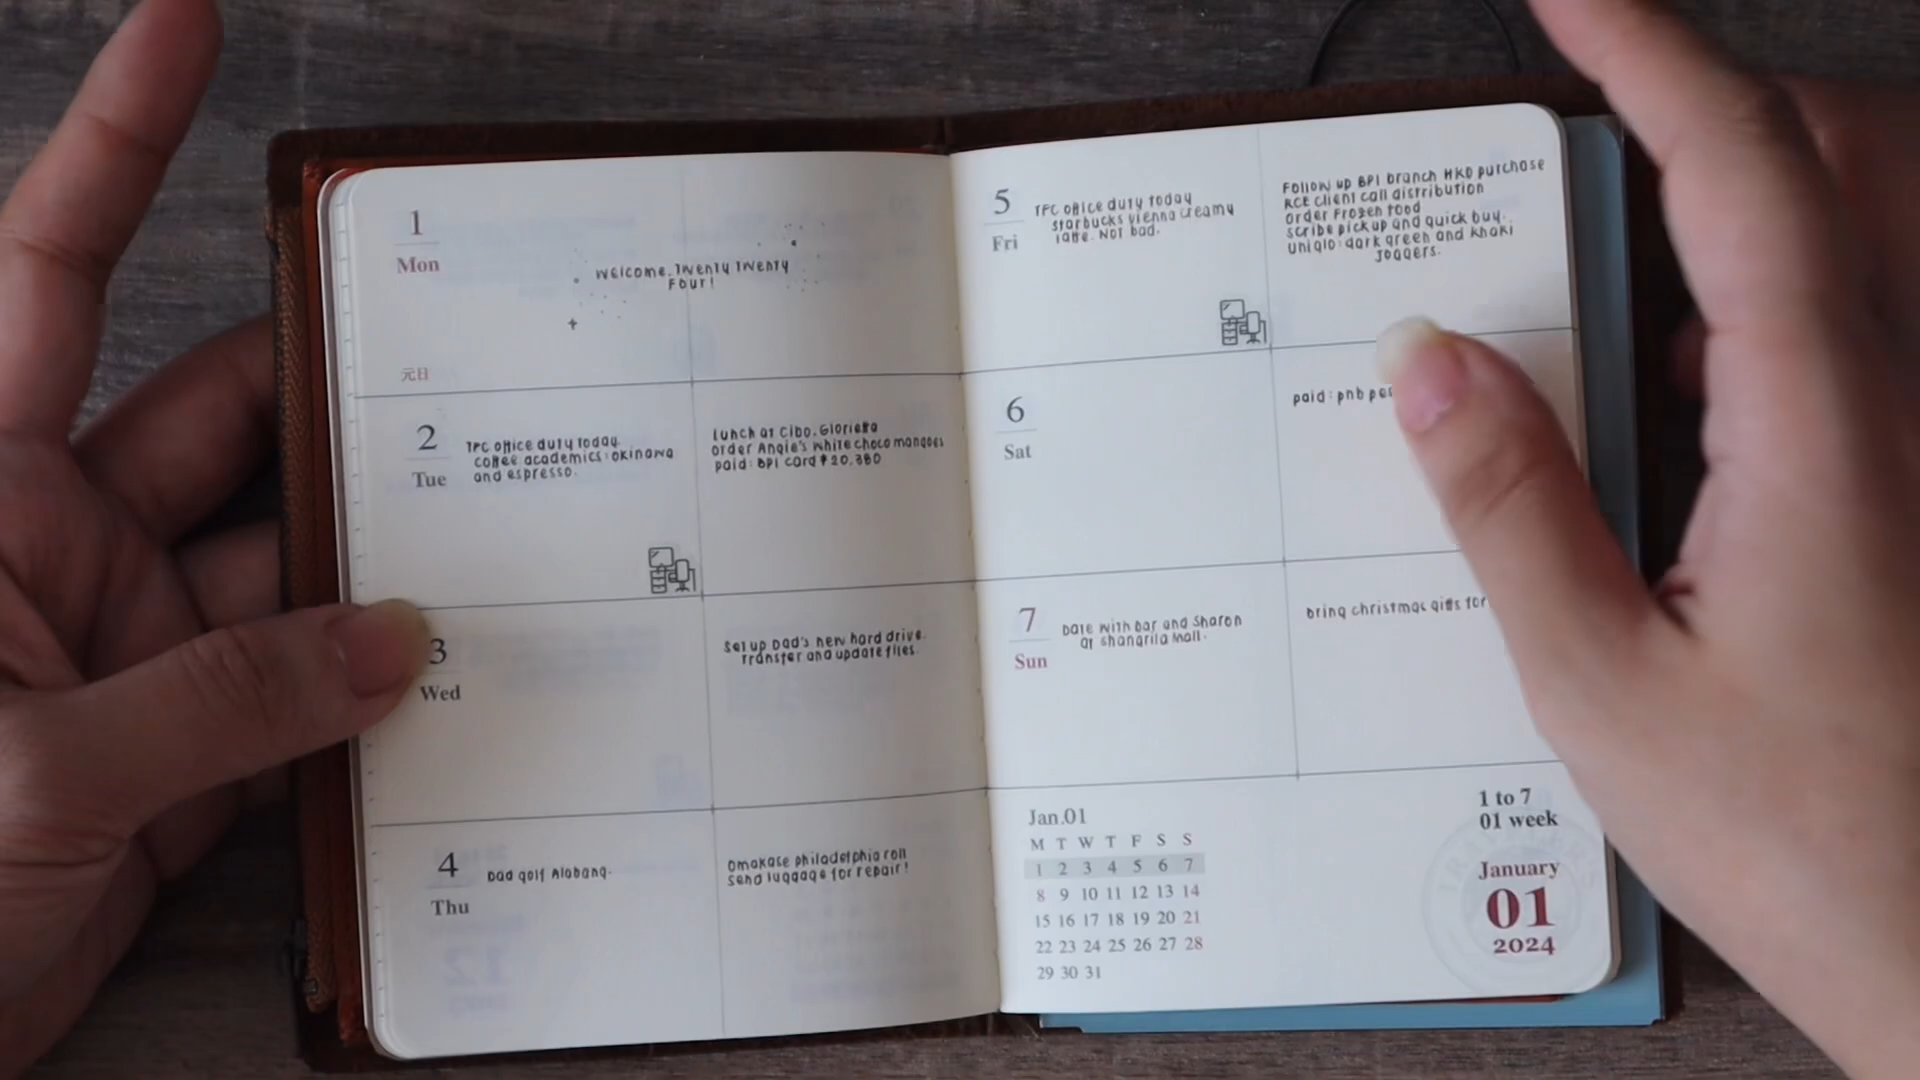 1
Mon
welcome, Twenty Twenty
Four!
元日
2
Tue
TPC office duty today.
coffee academics: okinawa
and espresso.
lunch at Cibo, Glorietta
order Angie's white choco mangoes
paid: BPI card ₱20,380
3
Wed
set up Dad's new hard drive.
Transfer and update files.
4
Thu
Dad golf Alabang.
Omakase philadelphia roll
send luggage for repair!
5
Fri
TPC office duty today
starbucks vienna creamy
latte. Not bad.
Follow up BPI branch HKD purchase
RCE client call distribution
order Frozen food
scribe pick up and quick buy.
uniqlo: dark green and khaki
joggers.
6
Sat
paid: pnb
7
Sun
Date with Dar and Sharon
at shangrila mall.
bring christmas gifts for
Jan.01
M T W T F S S
1 2 3 4 5 6 7
8 9 10 11 12 13 14
15 16 17 18 19 20 21
22 23 24 25 26 27 28
29 30 31
1 to 7
01 week
January
01
2024